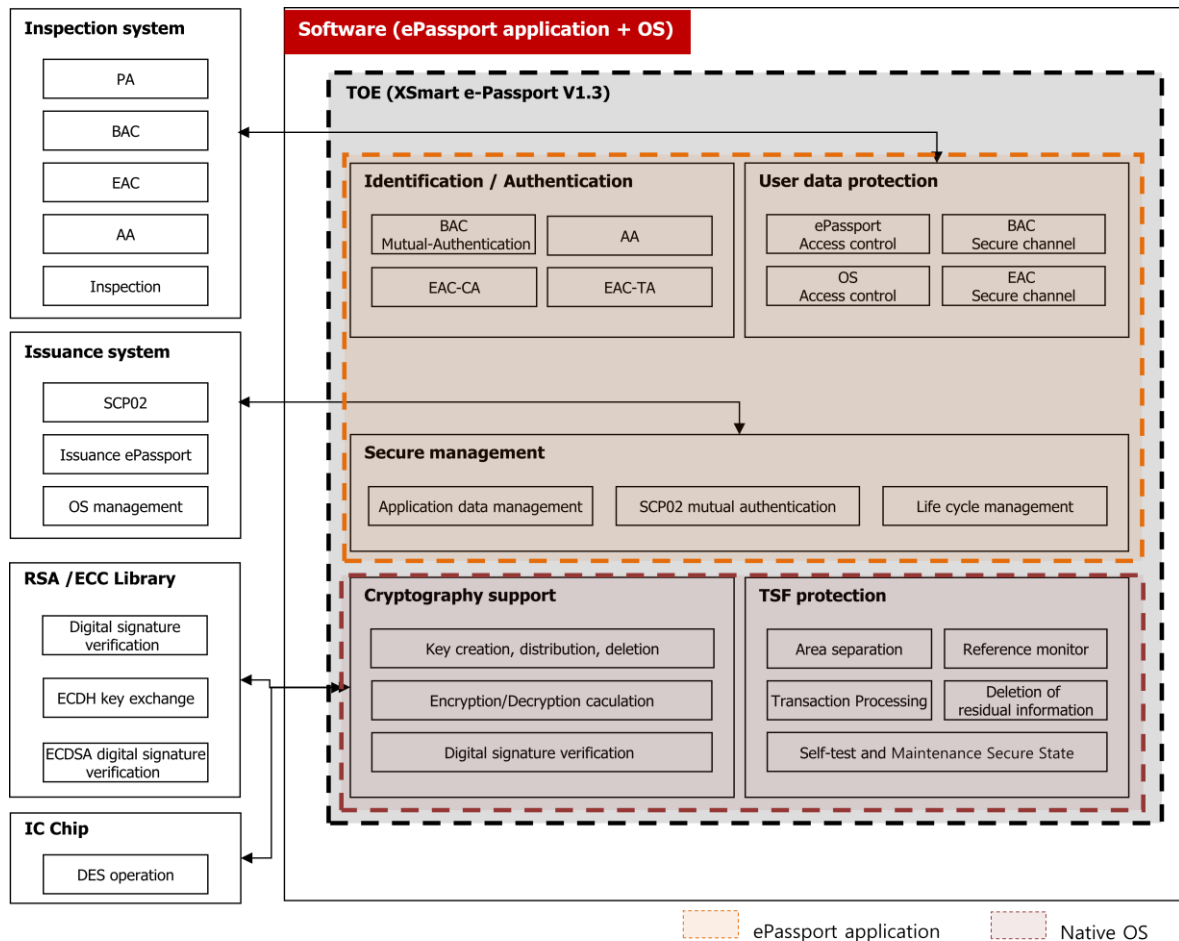 Inspection system
PA
BAC
EAC
AA
Inspection
Issuance system
SCP02
Issuance ePassport
OS management
RSA /ECC Library
Digital signature
verification
ECDH key exchange
ECDSA digital signature
verification
IC Chip
DES operation
Software (ePassport application + OS)
TOE (XSmart e-Passport V1.3)
Identification / Authentication
BAC
Mutual-Authentication
AA
EAC-CA
EAC-TA
User data protection
ePassport
Access control
BAC
Secure channel
OS
Access control
EAC
Secure channel
Secure management
Application data management
SCP02 mutual authentication
Life cycle management
Cryptography support
Key creation, distribution, deletion
Encryption/Decryption caculation
Digital signature verification
TSF protection
Area separation
Reference monitor
Transaction Processing
Deletion of
residual information
Self-test and Maintenance Secure State
ePassport application
Native OS